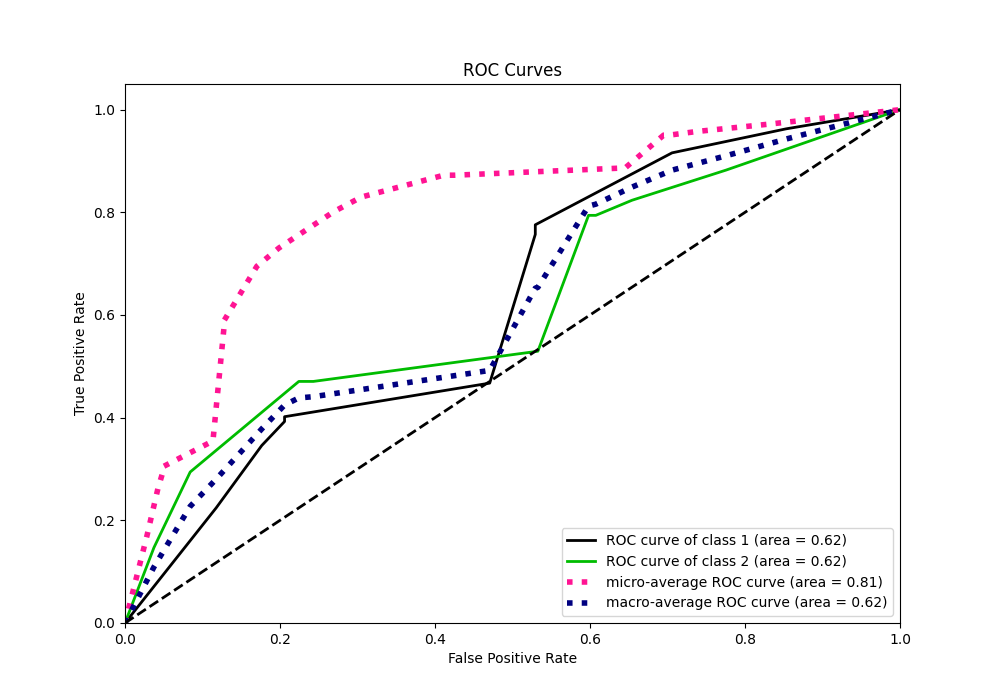 ROC Curves
True Positive Rate
1.0
0.8
0.6
0.4
0.2
0.0
0.0 0.2 0.4 0.6 0.8 1.0
False Positive Rate
ROC curve of class 1 (area = 0.62)
ROC curve of class 2 (area = 0.62)
micro-average ROC curve (area = 0.81)
macro-average ROC curve (area = 0.62)